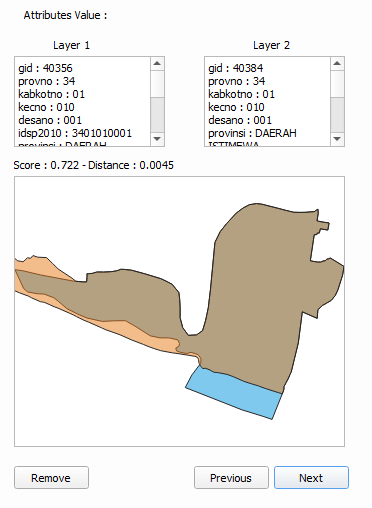 Attributes Value :
Layer 1
Layer 2
gid : 40356
provno : 34
kabkotno : 01
kecno : 010
desano : 001
idsp2010 : 3401010001
provinsi : DAERAH
gid : 40384
provno : 34
kabkotno : 01
kecno : 010
desano : 001
provinsi : DAERAH
ISTIMEWA
Score : 0.722 - Distance : 0.0045
Remove
Previous
Next